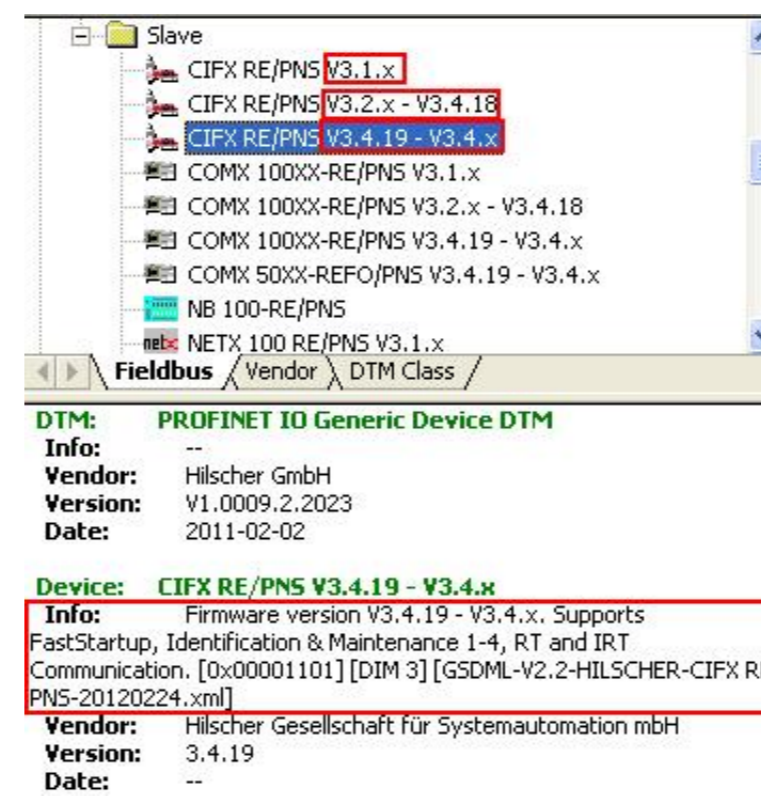 Slave
CIFX RE/PNS V3.1.x
CIFX RE/PNS V3.2.x - V3.4.18
CIFX RE/PNS V3.4.19 - V3.4.x
COMX 100XX-RE/PNS V3.1.x
COMX 100XX-RE/PNS V3.2.x - V3.4.18
COMX 100XX-RE/PNS V3.4.19 - V3.4.x
COMX 50XX-REFO/PNS V3.4.19 - V3.4.x
NB 100-RE/PNS
netx NETX 100 RE/PNS V3.1.x
Fieldbus Vendor DTM Class
DTM: PROFINET IO Generic Device DTM
Info: --
Vendor: Hilscher GmbH
Version: V1.0009.2.2023
Date: 2011-02-02
Device: CIFX RE/PNS V3.4.19 - V3.4.x
Info: Firmware version V3.4.19 - V3.4.x. Supports
FastStartup, Identification & Maintenance 1-4, RT and IRT
Communication. [0x00001101] [DIM 3] [GSDML-V2.2-HILSCHER-CIFX RE
PNS-20120224.xml]
Vendor: Hilscher Gesellschaft für Systemautomation mbH
Version: 3.4.19
Date: --